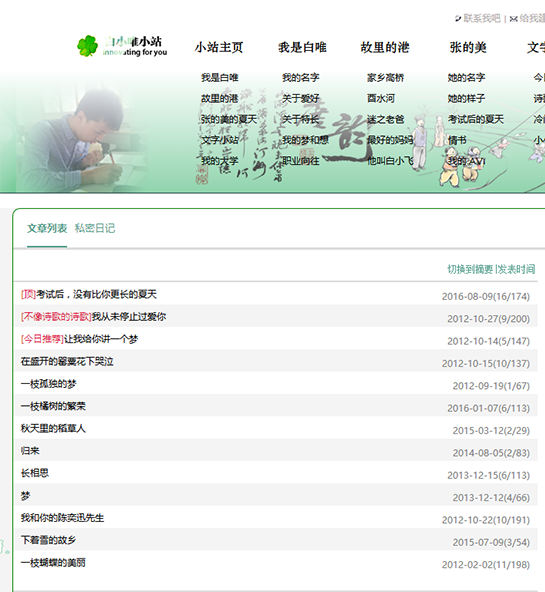 联系我吧 | 给我建
白小唯小站
innovating for you
小站主页 我是白唯 故里的港 张的美 文学
我是白唯 我的名字 家乡高桥 她的名字
故里的港 关于爱好 酉水河 她的样子
张的美的夏天 关于特长 迷之老爸 考试后的夏天
文字小站 我的梦和想 最好的妈妈 情书
我的大学 职业向往 他叫白小飞 我的AVI
韵
文章列表 私密日记
切换到摘要 |发表时间
[顶]考试后，没有比你更长的夏天 2016-08-09(16/174)
[不像诗歌的诗歌]我从未停止过爱你 2012-10-27(9/200)
[今日推荐]让我给你讲一个梦 2012-10-14(5/147)
在盛开的罂粟花下哭泣 2012-10-15(10/137)
一枝孤独的梦 2012-09-19(1/67)
一枝橘树的繁荣 2016-01-07(6/113)
秋天里的稻草人 2015-03-12(2/29)
归来 2014-08-05(2/83)
长相思 2013-12-15(6/113)
梦 2013-12-12(4/66)
我和你的陈奕迅先生 2012-10-22(10/191)
下着雪的故乡 2015-07-09(3/54)
一枝蝴蝶的美丽 2012-02-02(11/198)